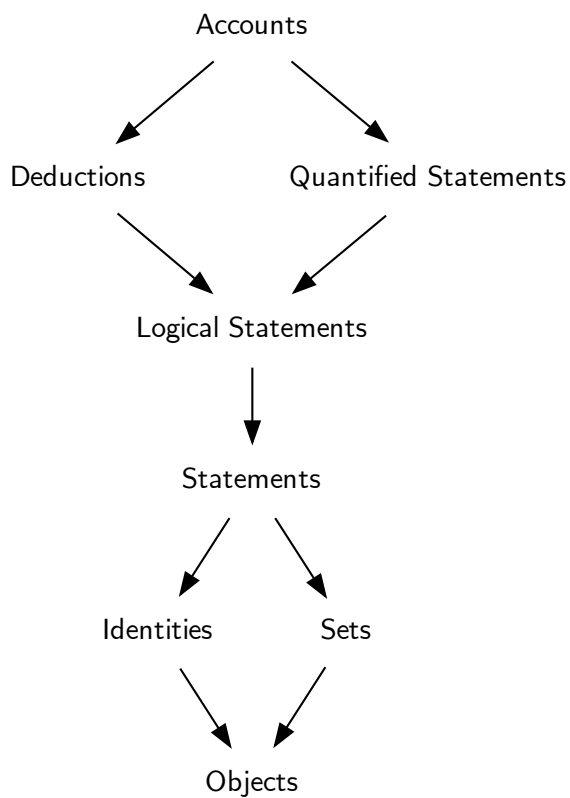 Accounts
Deductions
Quantified Statements
Logical Statements
Statements
Identities
Sets
Objects